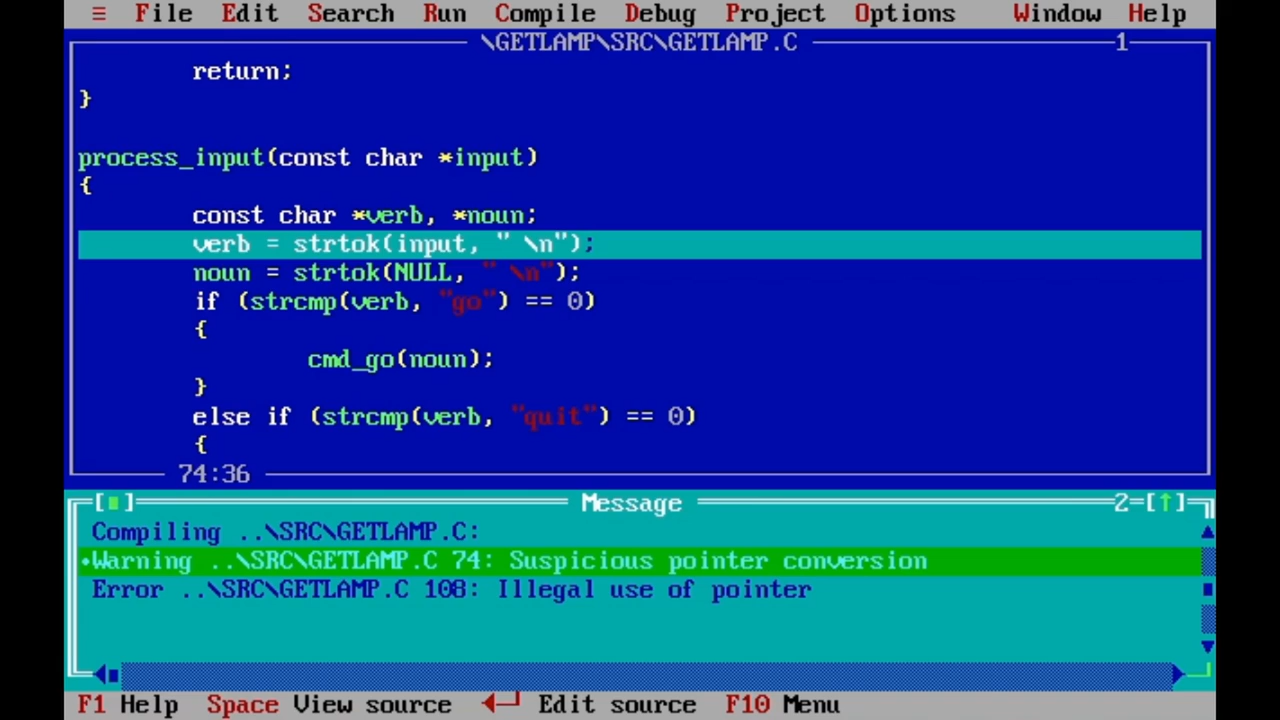 ≡ File Edit Search Run Compile Debug Project Options Window Help
\GETLAMP\SRC\GETLAMP.C 1
return;
}
process_input(const char *input)
{
const char *verb, *noun;
verb = strtok(input, " \n");
noun = strtok(NULL, " \n");
if (strcmp(verb, "go") == 0)
{
cmd_go(noun);
}
else if (strcmp(verb, "quit") == 0)
{
74:36
[■] Message 2=[↑]
Compiling ..\SRC\GETLAMP.C:
•Warning ..\SRC\GETLAMP.C 74: Suspicious pointer conversion
Error ..\SRC\GETLAMP.C 108: Illegal use of pointer
F1 Help Space View source ◄─┘ Edit source F10 Menu